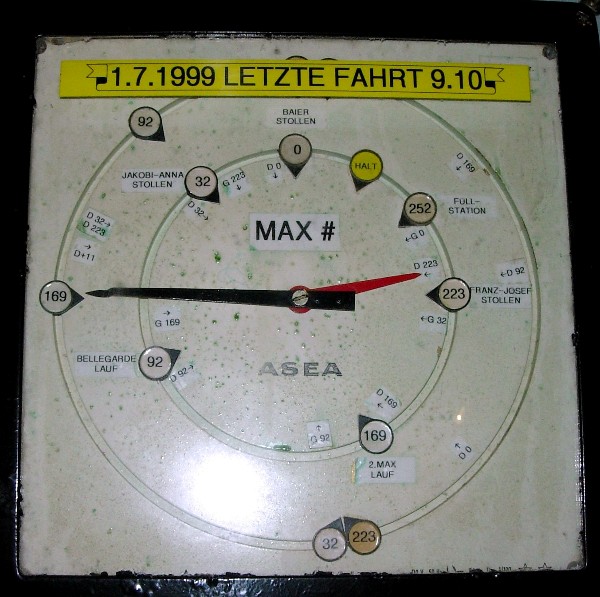 1.7.1999 LETZTE FAHRT 9.10
92
BAIER
STOLLEN
0
HALT
D 169→
JAKOBI-ANNA
STOLLEN
32
G 223→
D 0→
D 32→
252
FÜLL-
STATION
D 32→
D 223
→
D+11
MAX #
←G 0
D 223
←
←D 92
169
223
FRANZ-JOSEF
STOLLEN
→
G 169
←G 32
BELLEGARDE
LAUF
92
D 92→
ASEA
D 169
←
↑
G 92
169
2.MAX
LAUF
↑
D 0
32
223